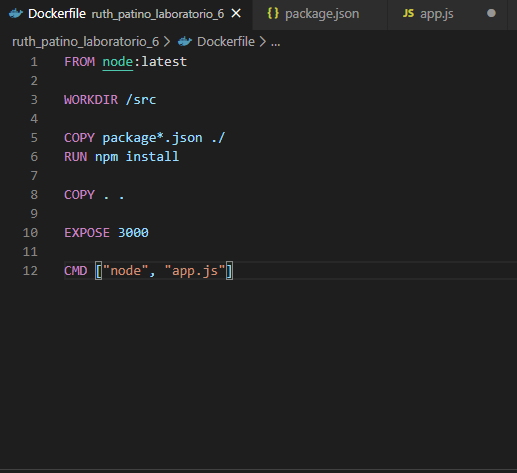 Dockerfile ruth_patino_laboratorio_6 × {} package.json JS app.js ●
ruth_patino_laboratorio_6 > Dockerfile > ...
1 FROM node:latest
2
3 WORKDIR /src
4
5 COPY package*.json ./
6 RUN npm install
7
8 COPY . .
9
10 EXPOSE 3000
11
12 CMD ["node", "app.js"]